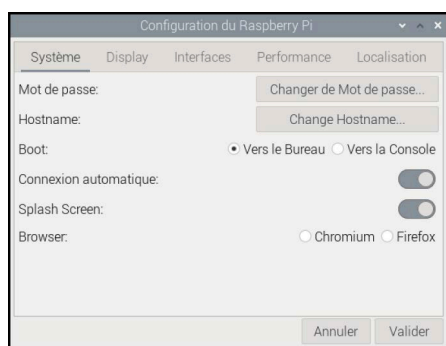 Configuration du Raspberry Pi
Système Display Interfaces Performance Localisation
Mot de passe: Changer de Mot de passe...
Hostname: Change Hostname...
Boot: Vers le Bureau Vers la Console
Connexion automatique:
Splash Screen:
Browser: Chromium Firefox
Annuler Valider